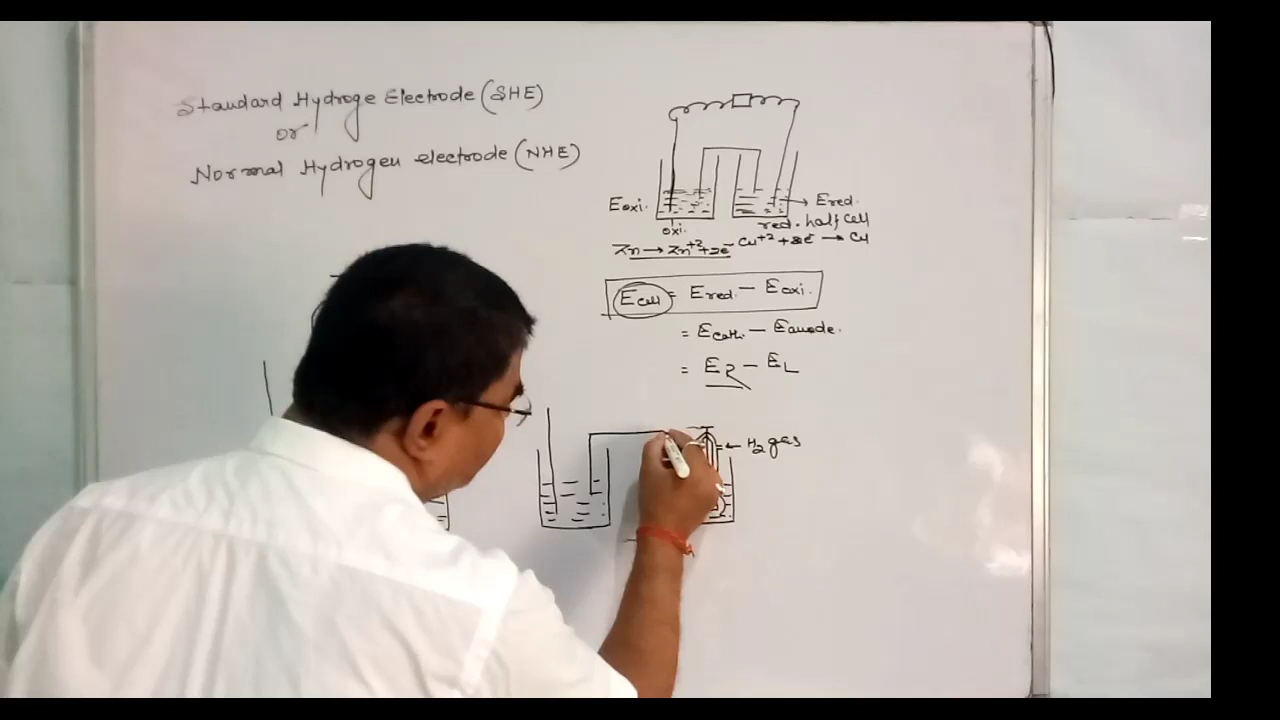 Standard Hydroge Electrode (SHE)
or
Normal Hydrogen electrode (NHE)
Eoxi.
Ered.
oxi.
red. half cell
Zn → Zn+2 + 2e-
Cu+2 + 2e- → Cu
Ecell = Ered. - Eoxi.
= Ecath. - Eanode.
= ER - EL
← H2 gas